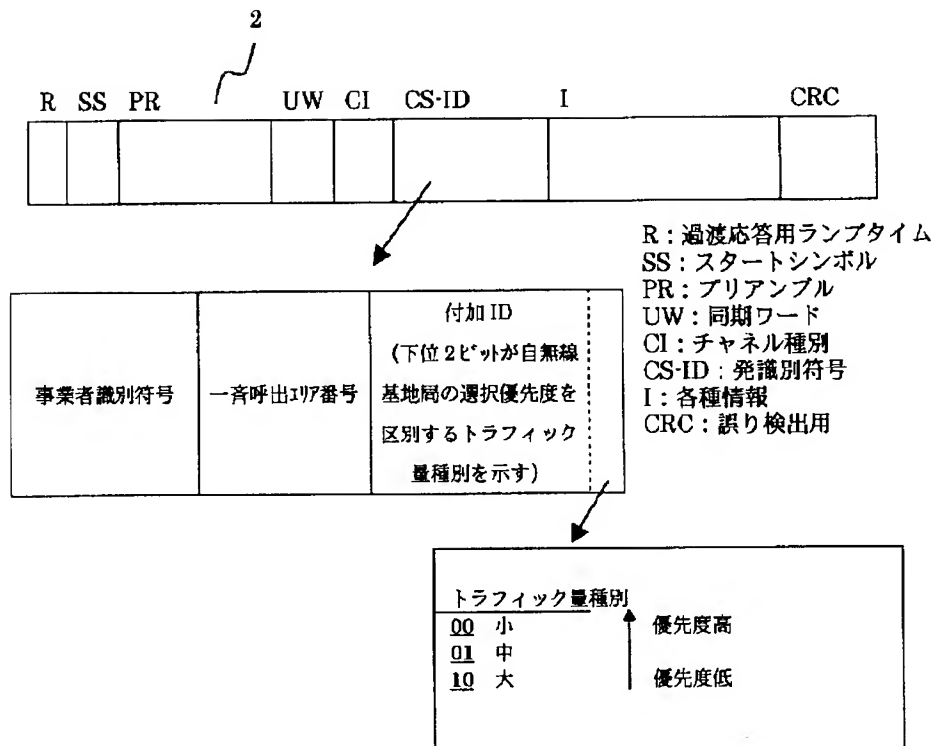 2
R SS PR UW CI CS-ID I CRC
R：過渡応答用ランプタイム
SS：スタートシンボル
PR：プリアンブル
UW：同期ワード
CI：チャネル種別
CS-ID：発識別符号
I：各種情報
CRC：誤り検出用
事業者識別符号
一斉呼出ｴﾘｱ番号
付加 ID
(下位 2 ﾋﾞｯﾄが自無線
基地局の選択優先度を
区別するトラフィック
量種別を示す)
トラフィック量種別
00 小 優先度高
01 中
10 大 優先度低